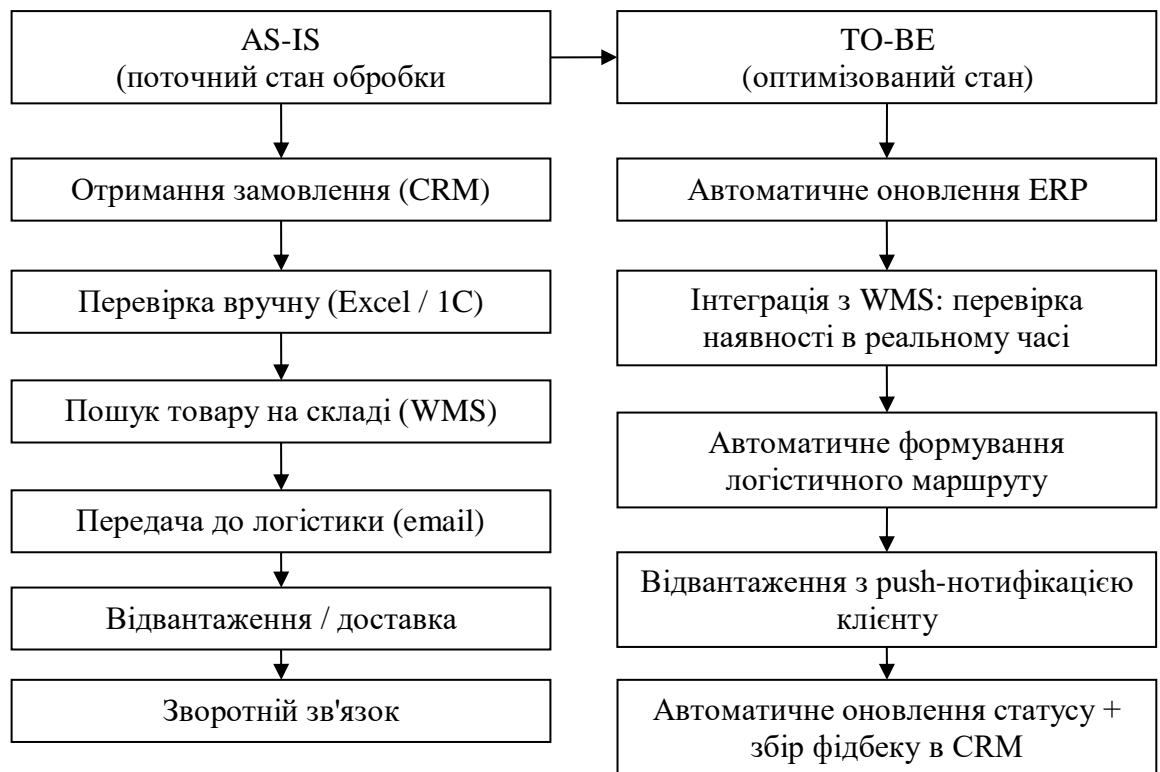 AS-IS
(поточний стан обробки
Отримання замовлення (CRM)
Перевірка вручну (Excel / 1C)
Пошук товару на складі (WMS)
Передача до логістики (email)
Відвантаження / доставка
Зворотній зв'язок
TO-BE
(оптимізований стан)
Автоматичне оновлення ERP
Інтеграція з WMS: перевірка
наявності в реальному часі
Автоматичне формування
логістичного маршруту
Відвантаження з push-нотифікацією
клієнту
Автоматичне оновлення статусу +
збір фідбеку в CRM